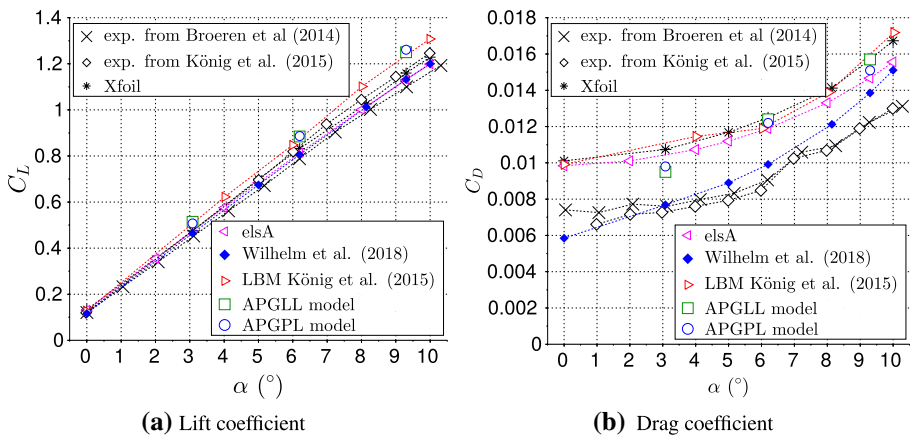 1.4
1.2
1
0.8
0.6
0.4
0.2
0
0 1 2 3 4 5 6 7 8 9 10
C_L
α (°)
exp. from Broeren et al (2014)
exp. from König et al. (2015)
Xfoil
elsA
Wilhelm et al. (2018)
LBM König et al. (2015)
APGLL model
APGPL model
(a) Lift coefficient
0.018
0.016
0.014
0.012
0.010
0.008
0.006
0.004
0.002
0.000
0 1 2 3 4 5 6 7 8 9 10
C_D
α (°)
exp. from Broeren et al. (2014)
exp. from König et al. (2015)
Xfoil
elsA
Wilhelm et al. (2018)
LBM König et al. (2015)
APGLL model
APGPL model
(b) Drag coefficient